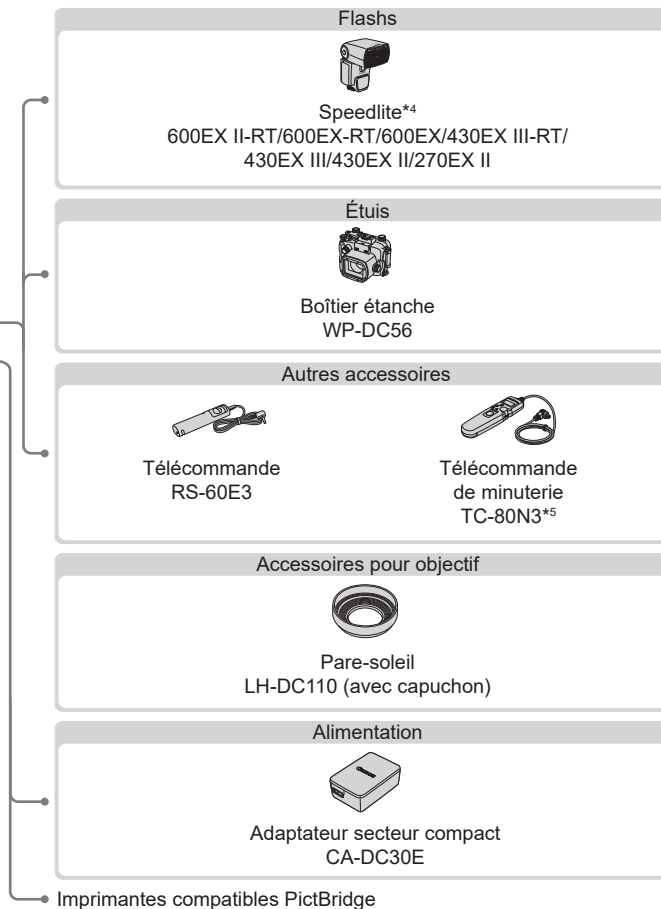 Flashs
Speedlite*4
600EX II-RT/600EX-RT/600EX/430EX III-RT/
430EX III/430EX II/270EX II
Étuis
Boîtier étanche
WP-DC56
Autres accessoires
Télécommande
RS-60E3
Télécommande
de minuterie
TC-80N3*5
Accessoires pour objectif
Pare-soleil
LH-DC110 (avec capuchon)
Alimentation
Canon
Adaptateur secteur compact
CA-DC30E
Imprimantes compatibles PictBridge